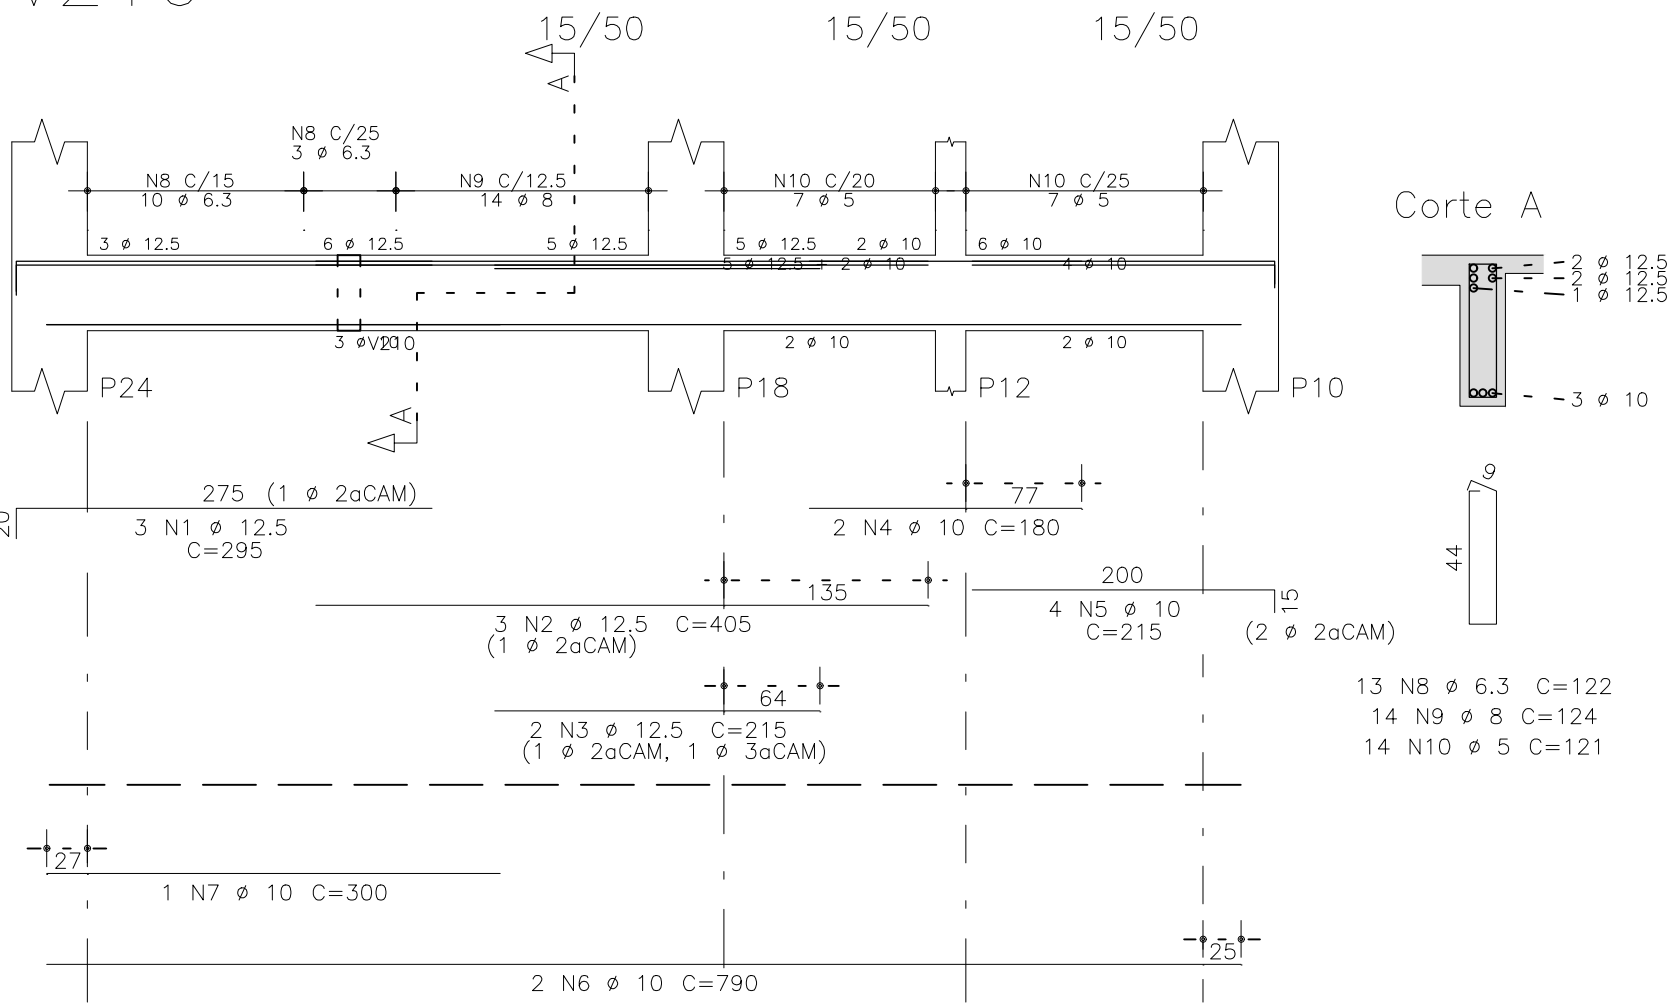 15/50
15/50
15/50
A
N8 C/25
3 ø 6.3
N8 C/15
10 ø 6.3
N9 C/12.5
14 ø 8
N10 C/20
7 ø 5
N10 C/25
7 ø 5
Corte A
3 ø 12.5
6 ø 12.5
5 ø 12.5
5 ø 12.5
2 ø 10
6 ø 10
5 ø 12.5
2 ø 10
4 ø 10
2 ø 12.5
2 ø 12.5
1 ø 12.5
3 ø 10
V210
2 ø 10
2 ø 10
P24
P18
P12
P10
3 ø 10
A
275 (1 ø 2aCAM)
20
3 N1 ø 12.5
C=295
77
2 N4 ø 10 C=180
9
44
135
3 N2 ø 12.5 C=405
(1 ø 2aCAM)
200
15
4 N5 ø 10
C=215
(2 ø 2aCAM)
64
2 N3 ø 12.5 C=215
(1 ø 2aCAM, 1 ø 3aCAM)
13 N8 ø 6.3 C=122
14 N9 ø 8 C=124
14 N10 ø 5 C=121
27
1 N7 ø 10 C=300
25
2 N6 ø 10 C=790